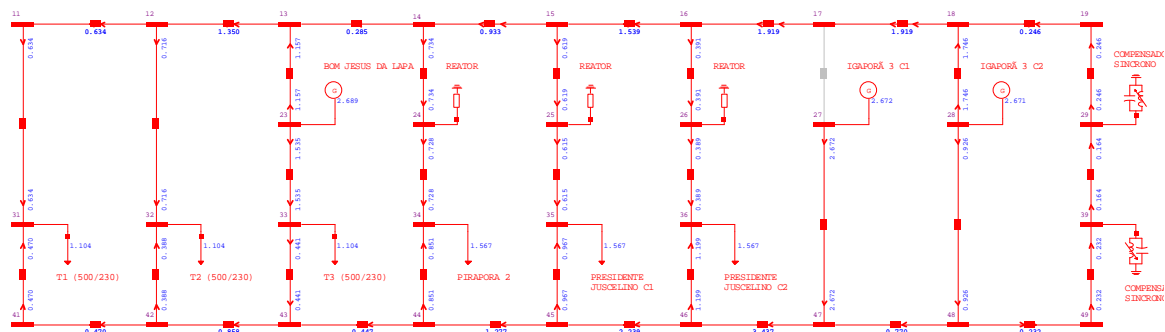 11 12 13 14 15 16 17 18 19
0.634 1.350 0.285 0.933 1.539 1.919 1.919 0.246
0.634 0.716 1.157 0.734 0.619 0.391 1.746 0.246
BOM JESUS DA LAPA REATOR REATOR REATOR IGAPORÃ 3 C1 IGAPORÃ 3 C2
SINCRONO
G G G
1.157 2.689 0.734 0.619 0.391 2.672 1.746 2.671 0.246
23 24 25 26 27 28 29
1.535 0.728 0.615 0.389 2.672 0.926 0.164
0.634 0.716 1.535 0.728 0.615 0.389 0.164
31 32 33 34 35 36 39
1.104 1.104 1.104 1.567 1.567 1.567
0.470 0.388 0.441 0.851 0.967 1.199 0.232
T1 (500/230) T2 (500/230) T3 (500/230) PIRAPORA 2 PRESIDENTE PRESIDENTE
JUSCELINO C1 JUSCELINO C2
SINCRONO
0.470 0.388 0.441 0.851 0.967 1.199 2.672 0.926 0.232
41 42 43 44 45 46 47 48 49